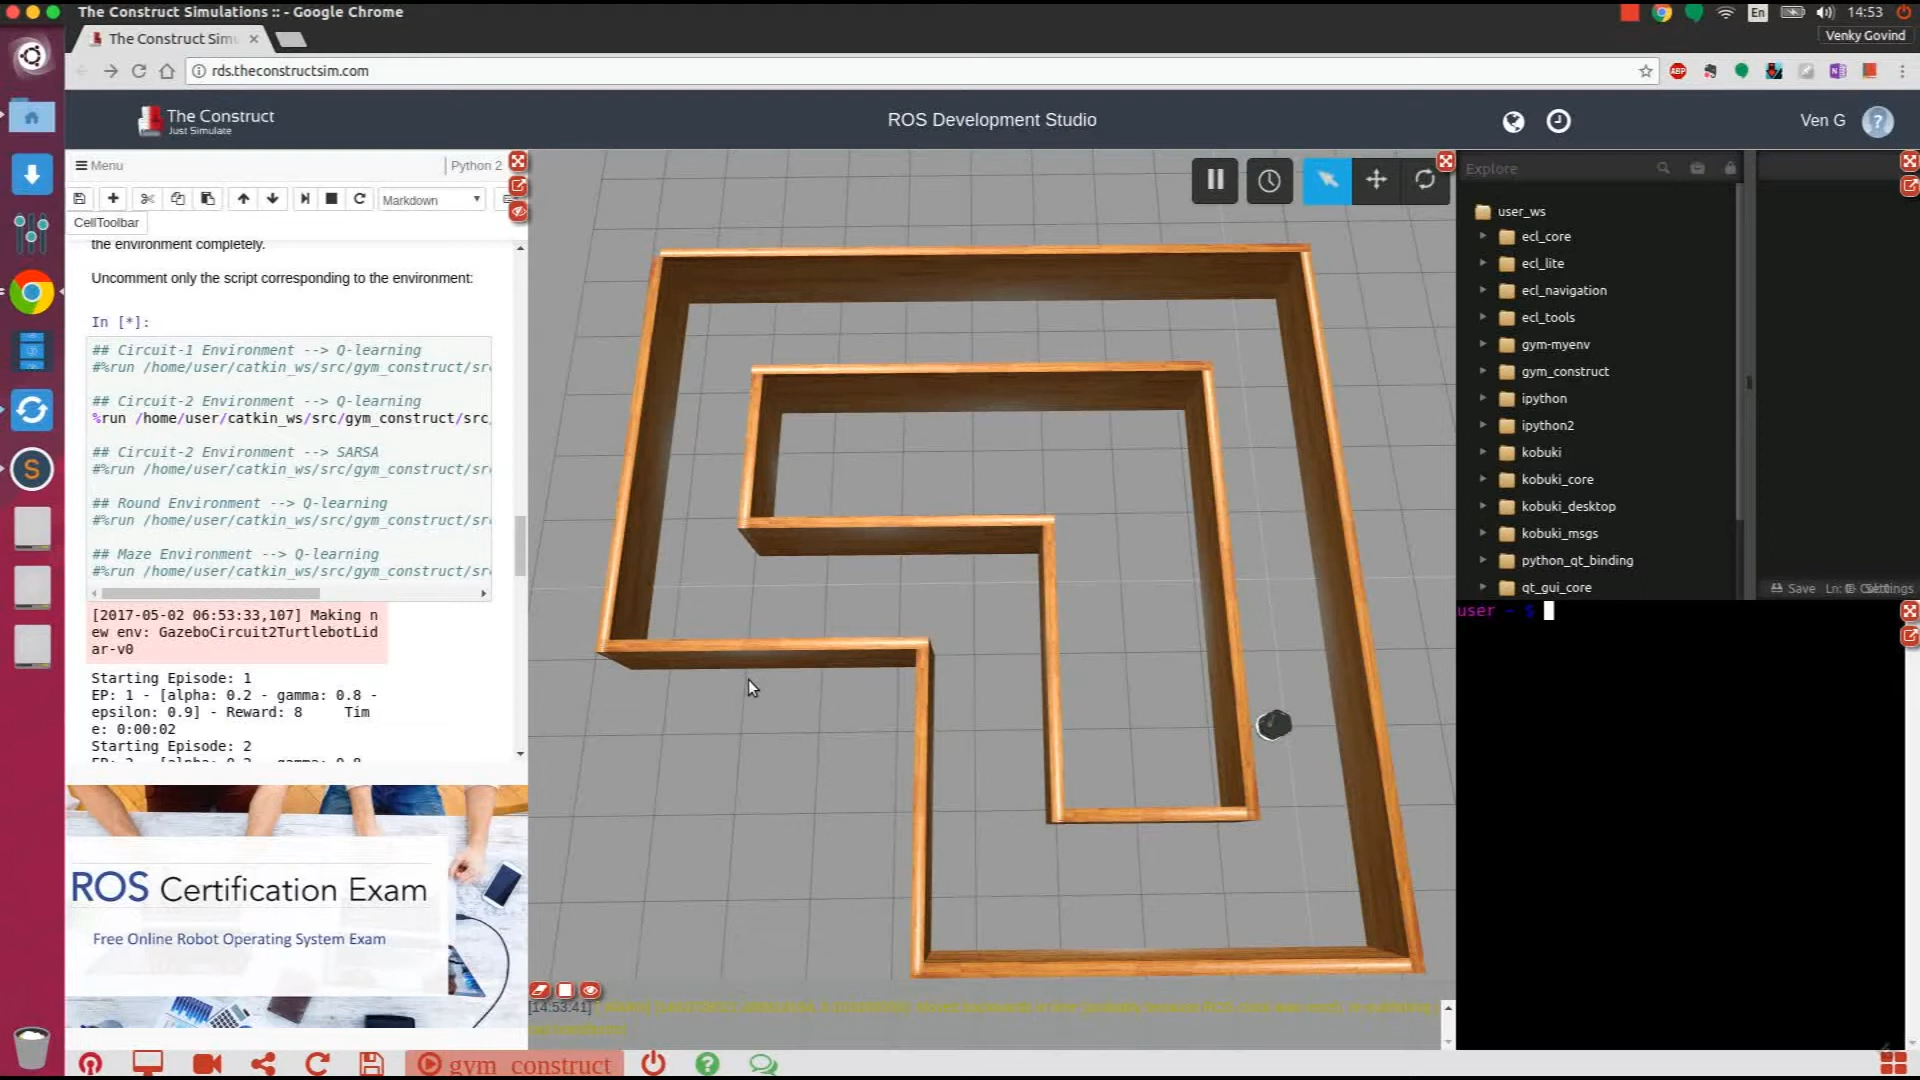 The Construct Simulations :: - Google Chrome
En
14:53
The Construct Sim
Venky Govind
rds.theconstructsim.com
ABP
The Construct
Just Simulate
ROS Development Studio
Ven G
?
Menu
Python 2
Markdown
CellToolbar
the environment completely.
Uncomment only the script corresponding to the environment:
In [*]:
## Circuit-1 Environment --> Q-learning
#%run /home/user/catkin_ws/src/gym_construct/src
## Circuit-2 Environment --> Q-learning
%run /home/user/catkin_ws/src/gym_construct/src,
## Circuit-2 Environment --> SARSA
#%run /home/user/catkin_ws/src/gym_construct/src
## Round Environment --> Q-learning
#%run /home/user/catkin_ws/src/gym_construct/src
## Maze Environment --> Q-learning
#%run /home/user/catkin_ws/src/gym_construct/src
[2017-05-02 06:53:33,107] Making n
ew env: GazeboCircuit2TurtlebotLid
ar-v0
Starting Episode: 1
EP: 1 - [alpha: 0.2 - gamma: 0.8 -
epsilon: 0.9] - Reward: 8 Tim
e: 0:00:02
Starting Episode: 2
ROS Certification Exam
Free Online Robot Operating System Exam
Explore
user_ws
ecl_core
ecl_lite
ecl_navigation
ecl_tools
gym-myenv
gym_construct
ipython
ipython2
kobuki
kobuki_core
kobuki_desktop
kobuki_msgs
python_qt_binding
qt_gui_core
Save
user ~ $
[14:53:41]
gym_construct
?